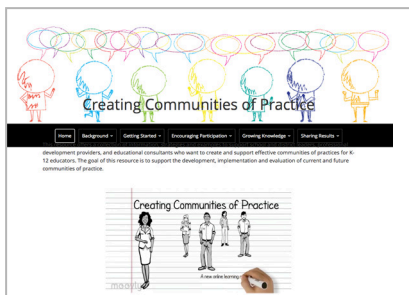 Creating Communities of Practice
Home Background Getting Started Encouraging Participation Growing Knowledge Sharing Results
development providers, and educational consultants who want to create and support effective communities of practices for K-
12 educators. The goal of this resource is to support the development, implementation and evaluation of current and future
communities of practice.
Creating Communities of Practice
A new online learning